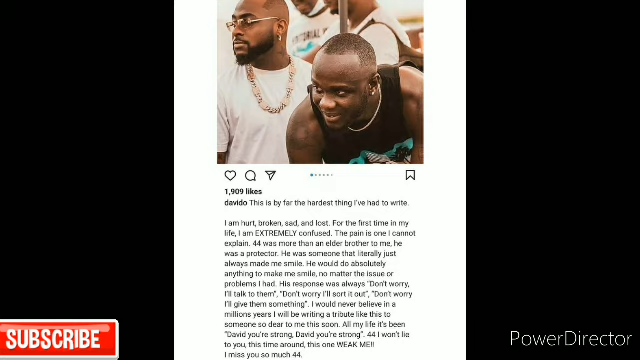 1,909 likes
davido This is by far the hardest thing I've had to write.
I am hurt, broken, sad, and lost. For the first time in my
life, I am EXTREMELY confused. The pain is one I cannot
explain. 44 was more than an elder brother to me, he
was a protector. He was someone that literally just
always made me smile. He would do absolutely
anything to make me smile, no matter the issue or
problems I had. His response was always "Don't worry,
I'll talk to them", "Don't worry I'll sort it out", "Don't worry
I'll give them something". I would never believe in a
millions years I will be writing a tribute like this to
someone so dear to me this soon. All my life it's been
"David you're strong, David you're strong". 44 I won't lie
to you, this time around, this one WEAK ME!!
I miss you so much 44.
SUBSCRIBE
PowerDirector